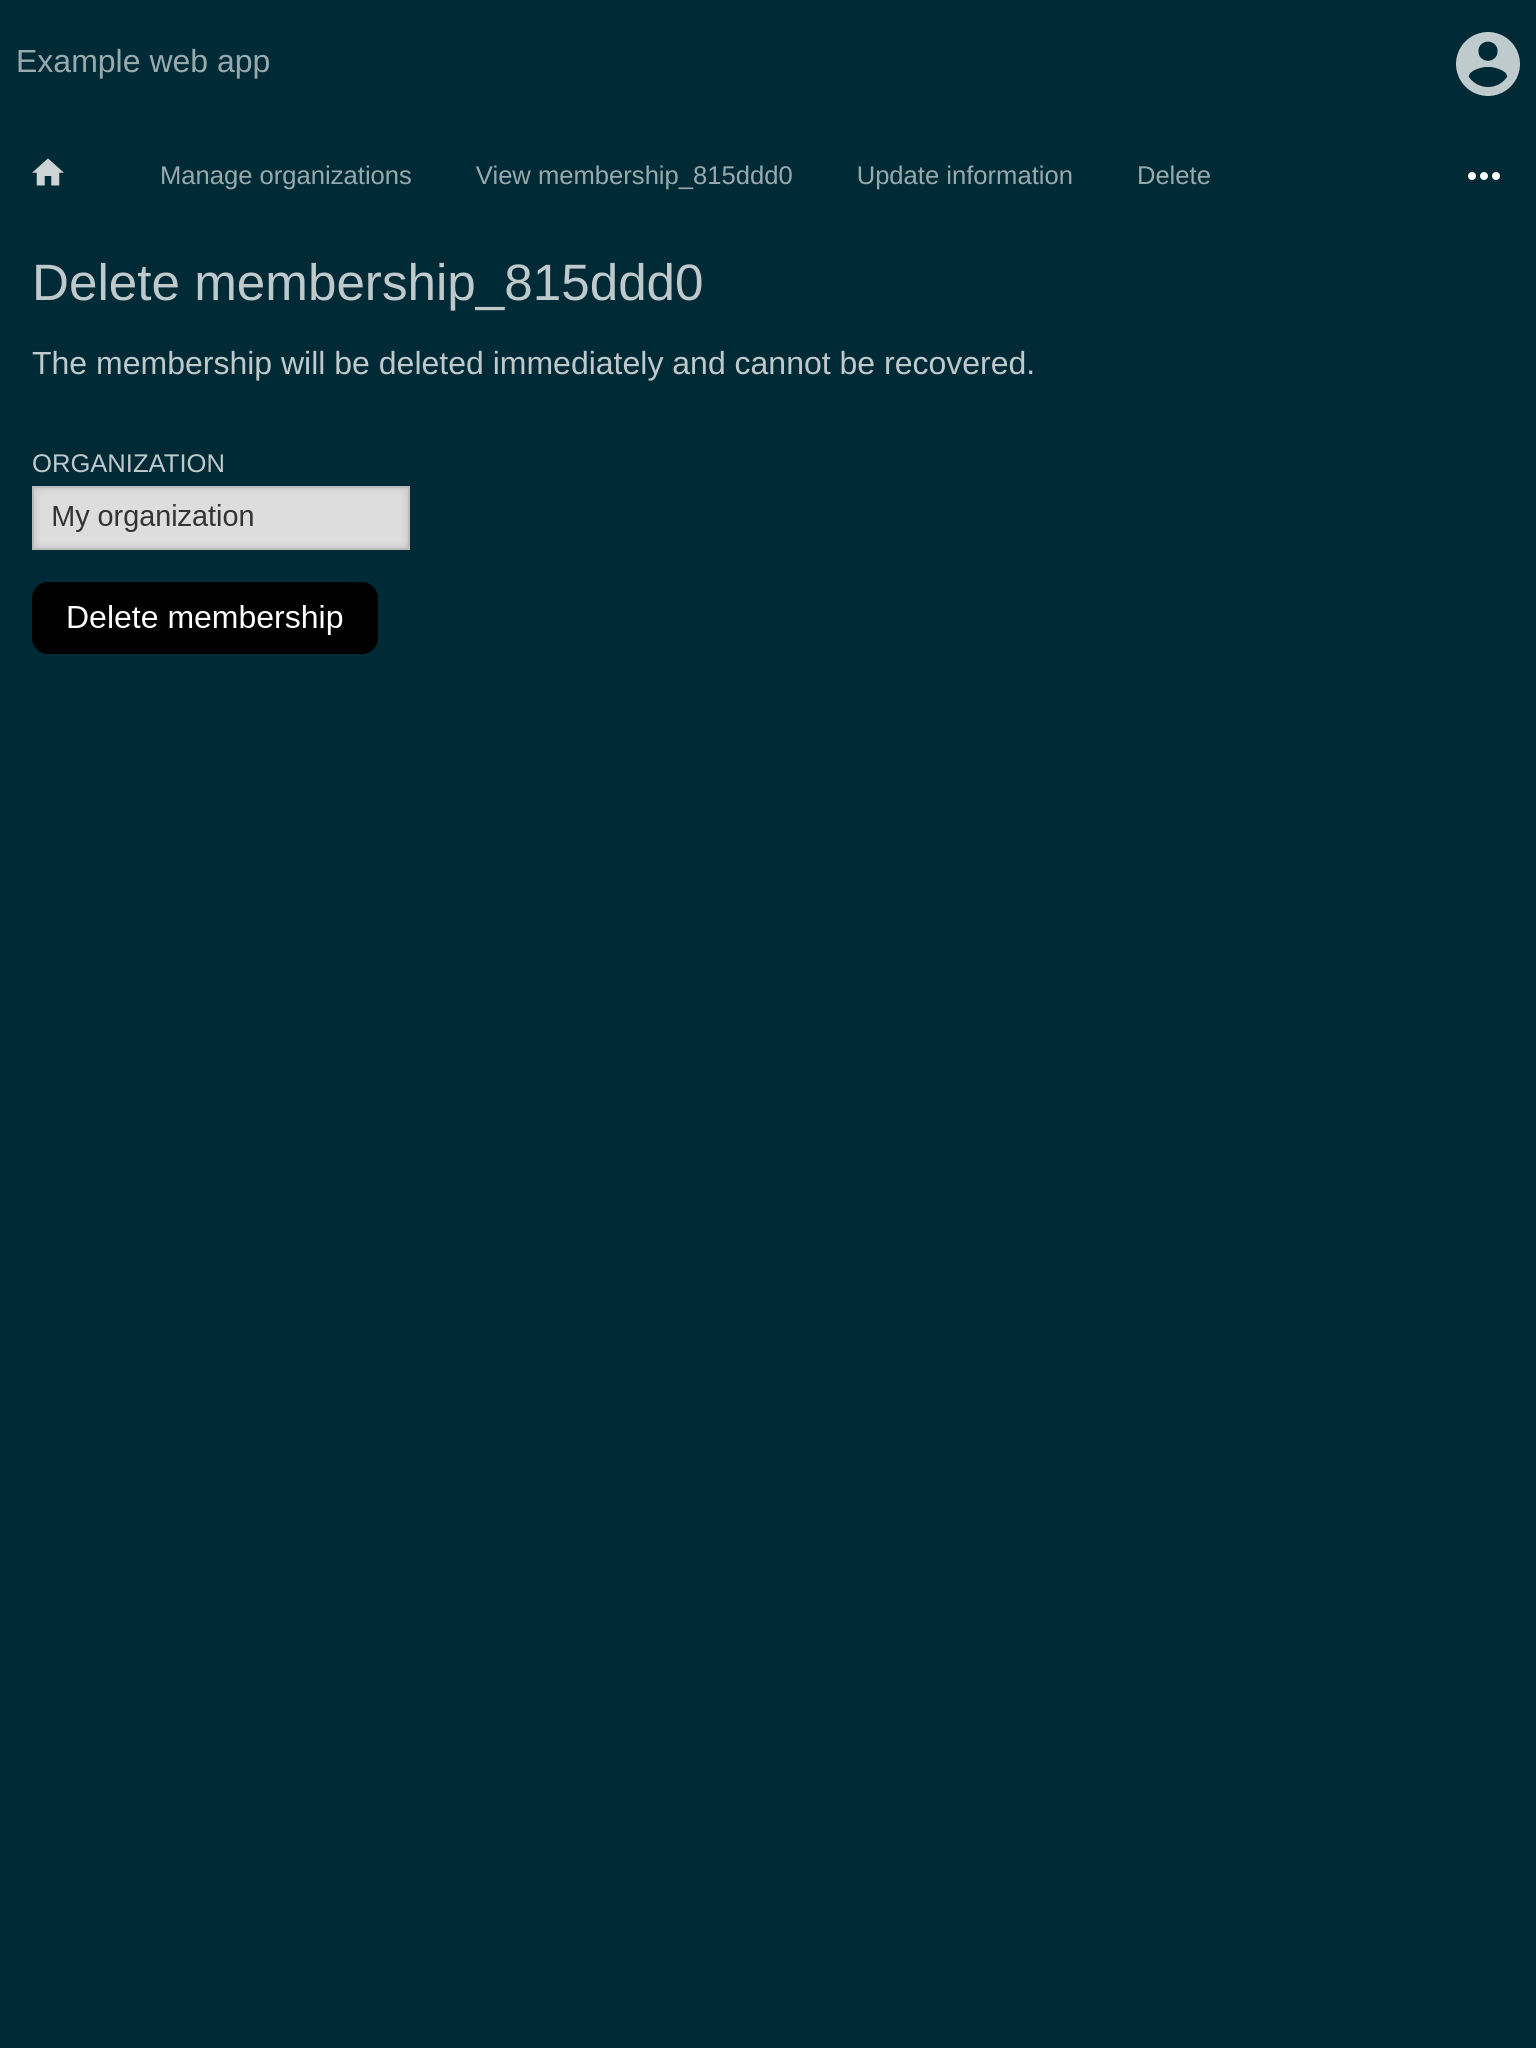 Example web app
Manage organizations View membership_815ddd0 Update information Delete
Delete membership_815ddd0
The membership will be deleted immediately and cannot be recovered.
ORGANIZATION
My organization
Delete membership